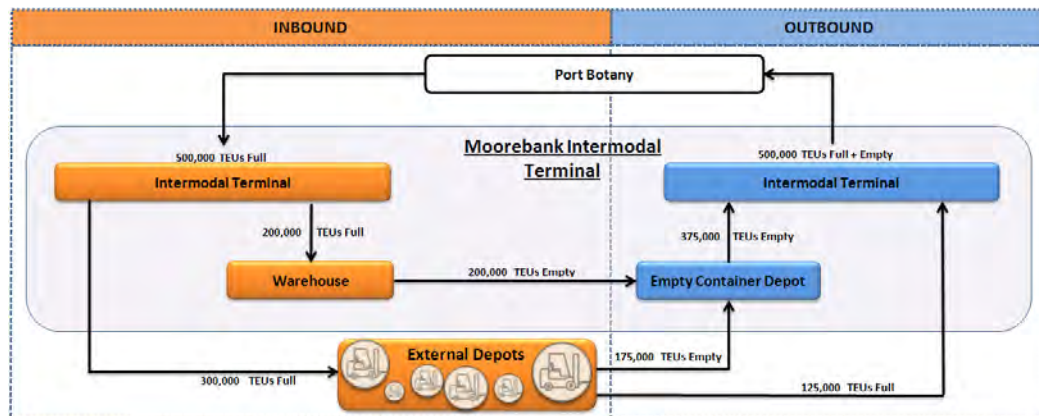 INBOUND
OUTBOUND
Port Botany
Moorebank Intermodal
Terminal
500,000 TEUs Full
500,000 TEUs Full + Empty
Intermodal Terminal
Intermodal Terminal
200,000 TEUs Full
375,000 TEUs Empty
Warehouse
200,000 TEUs Empty
Empty Container Depot
External Depots
175,000 TEUs Empty
300,000 TEUs Full
125,000 TEUs Full